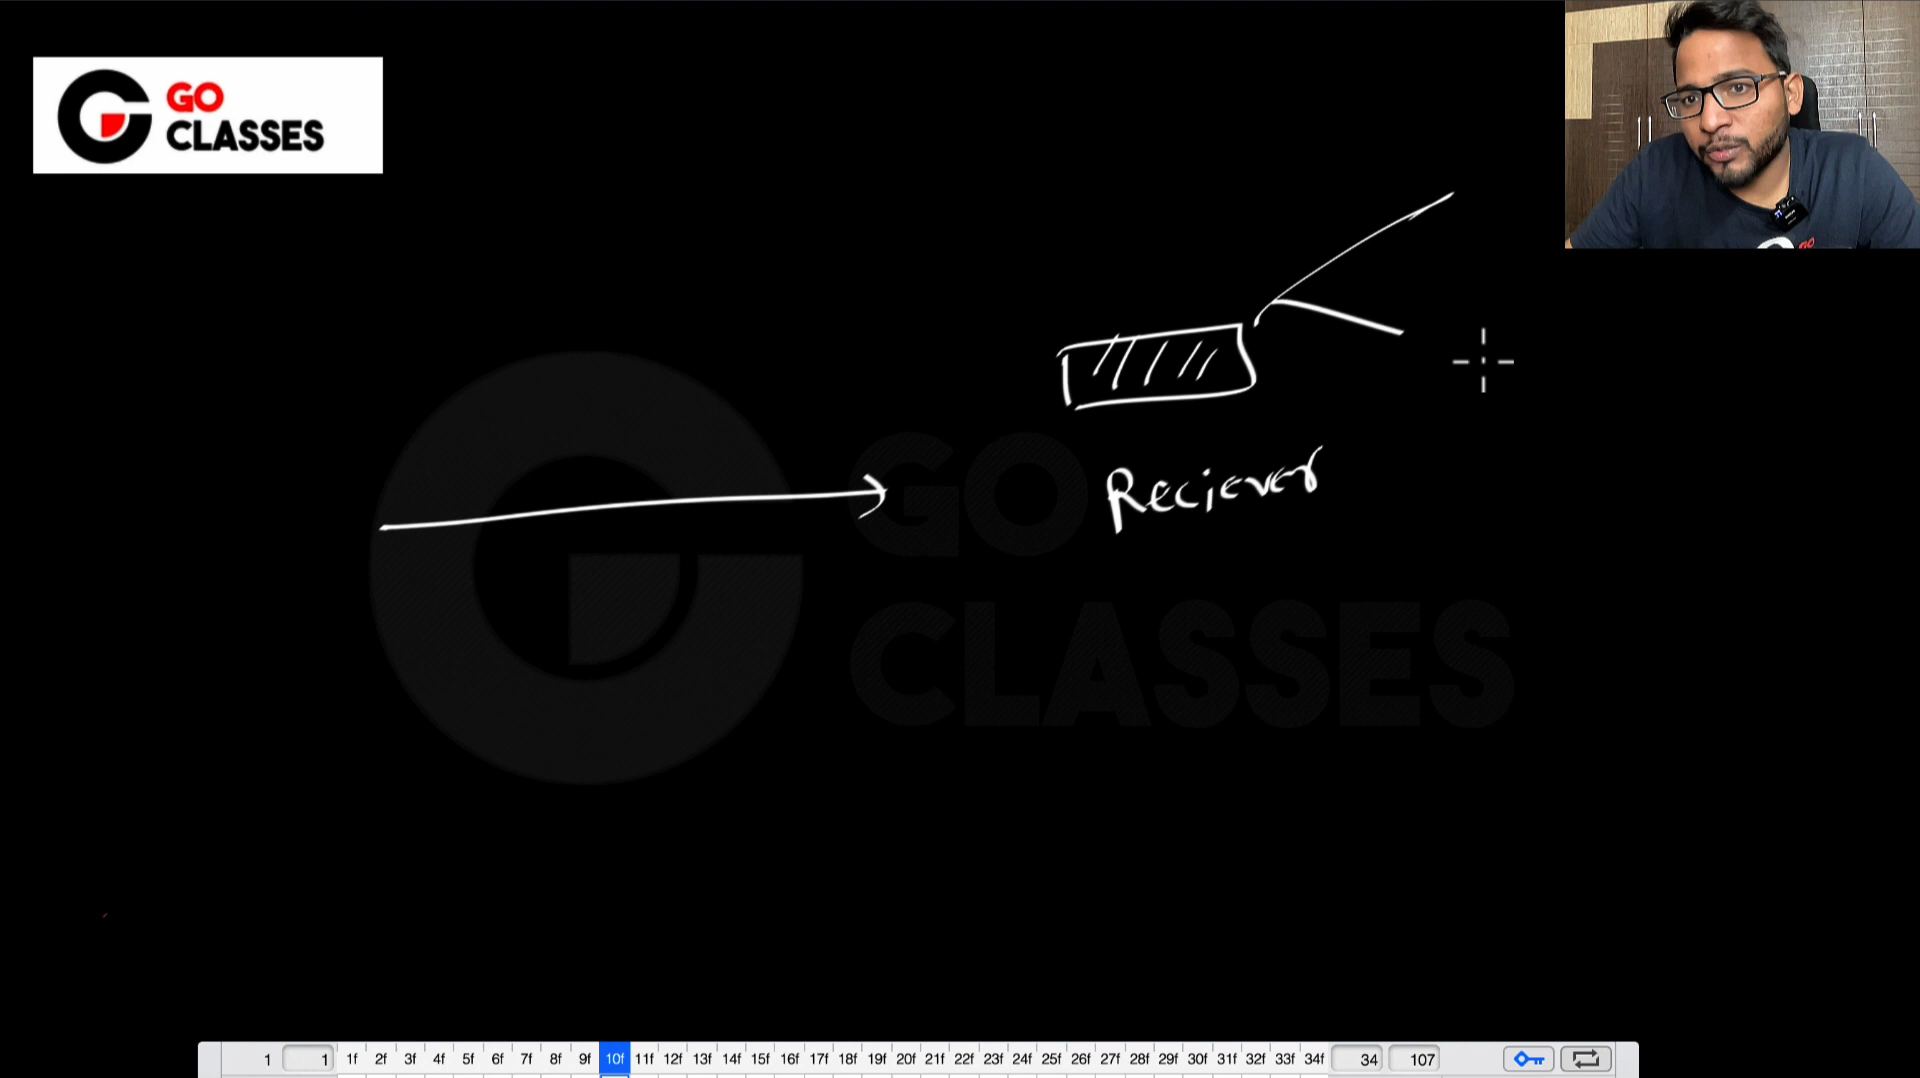 GO
CLASSES
Reciever
GO
CLASSES
1 1 1f 2f 3f 4f 5f 6f 7f 8f 9f 10f 11f 12f 13f 14f 15f 16f 17f 18f 19f 20f 21f 22f 23f 24f 25f 26f 27f 28f 29f 30f 31f 32f 33f 34f 34 107